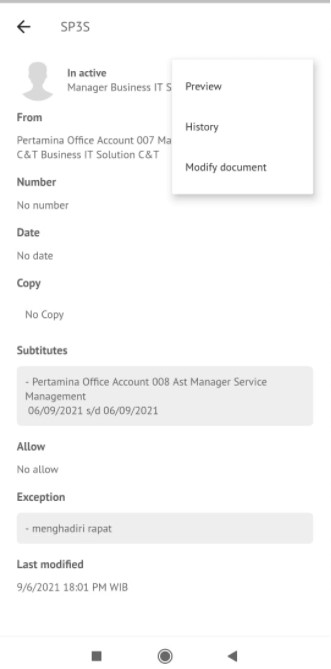 SP3S
In active
Manager Business IT S
Preview
History
Modify document
From
Pertamina Office Account 007 Ma
C&T Business IT Solution C&T
Number
No number
Date
No date
Copy
No Copy
Subtitutes
- Pertamina Office Account 008 Ast Manager Service
Management
06/09/2021 s/d 06/09/2021
Allow
No allow
Exception
- menghadiri rapat
Last modified
9/6/2021 18:01 PM WIB